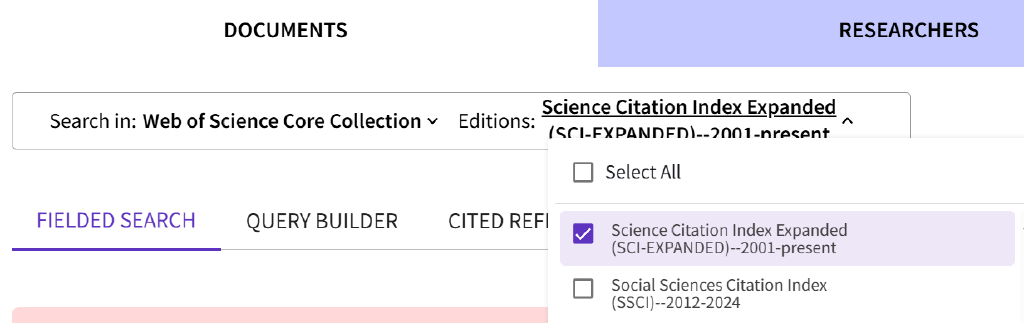 DOCUMENTS
RESEARCHERS
Search in: Web of Science Core Collection Editions: Science Citation Index Expanded
(SCI-EXPANDED)--2001-present
Select All
FIELDED SEARCH QUERY BUILDER CITED REFE
Science Citation Index Expanded
(SCI-EXPANDED)--2001-present
Social Sciences Citation Index
(SSCI)--2012-2024